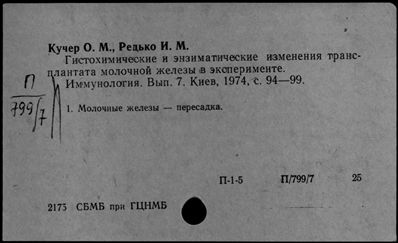 Кучер О. М., Редько И. М.
Гистохимические и энзиматические изменения транс-
плантата молочной железы в эксперименте.
Иммунология. Вып. 7. Киев, 1974, с. 94—99.
П
799/7
1. Молочные железы — пересадка.
П-1-5 П/799/7 25
2173 СБМБ при ГЦНМБ